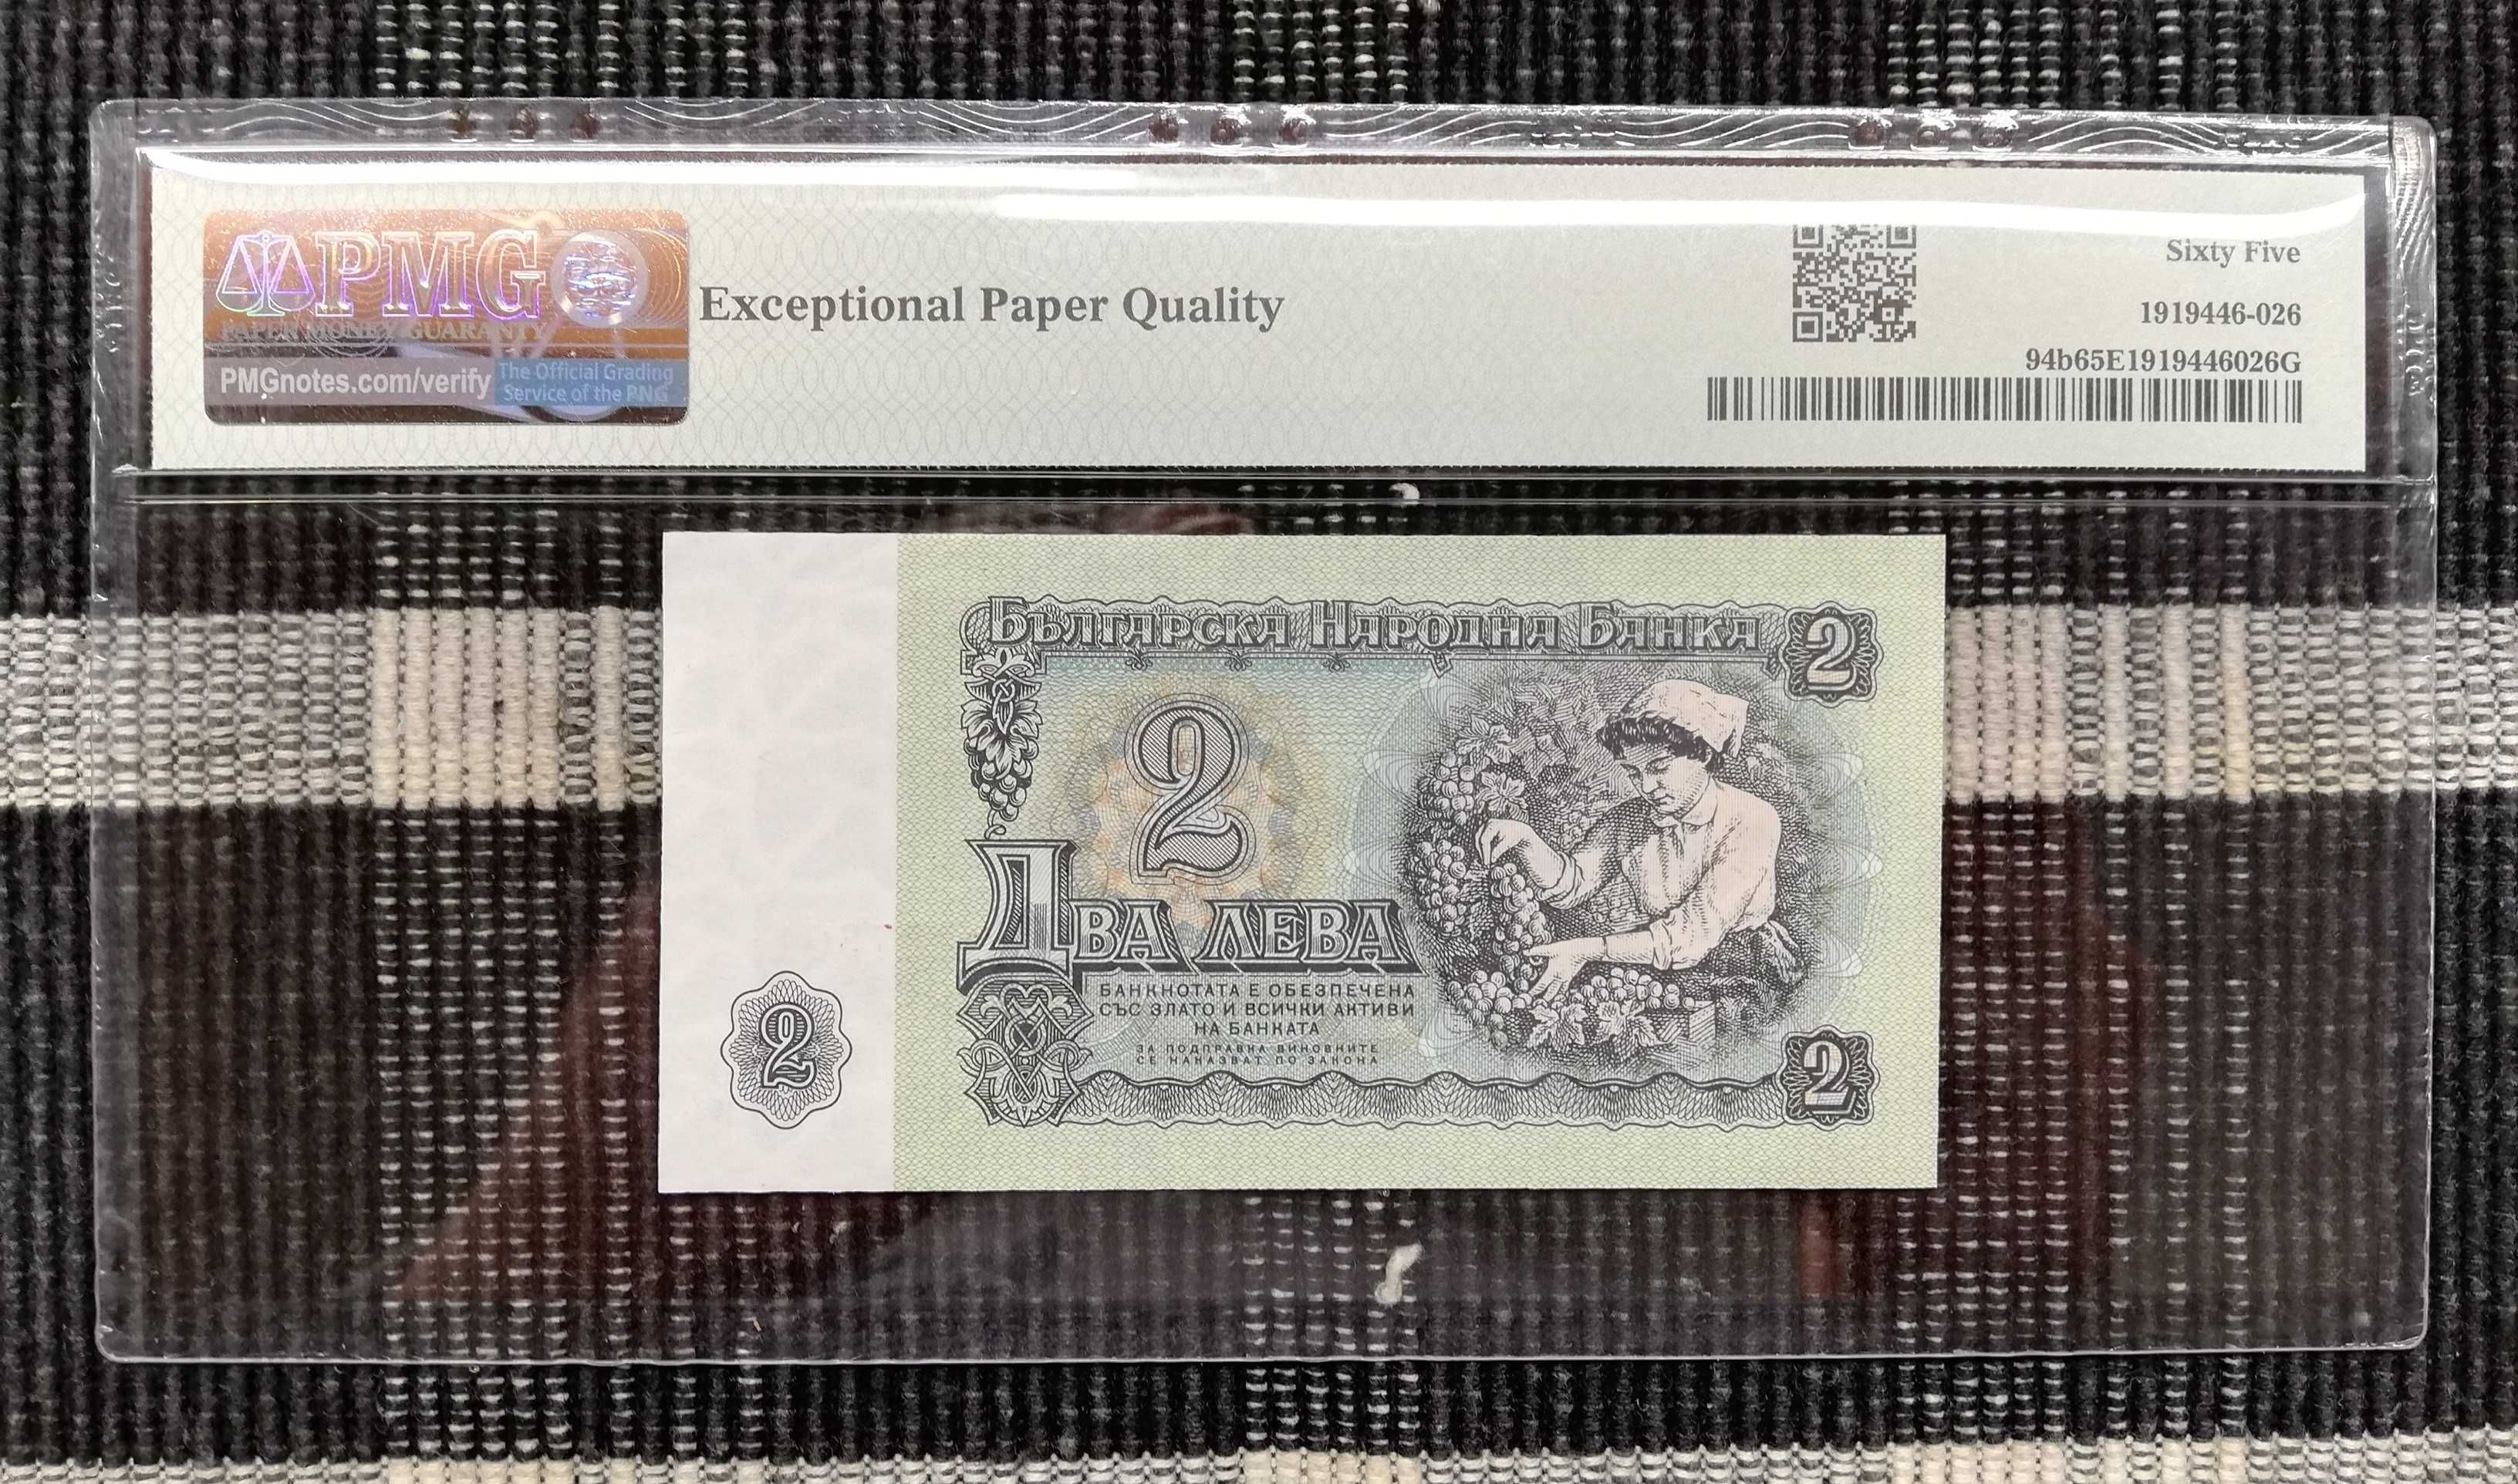 PMG
PAPER MONEY GUARANTY
PMGnotes.com/verify
The Official Grading
Service of the PNG
Exceptional Paper Quality
Sixty Five
1919446-026
94b65E1919446026G
Българска Народна Банка
2
2
Два лева
БАНКНОТАТА Е ОБЕЗПЕЧЕНА
СЪС ЗЛАТО И ВСИЧКИ АКТИВИ
НА БАНКАТА
ЗА ПОДПРАВКА ВИНОВНИТЕ
СЕ НАКАЗВАТ ПО ЗАКОНА
2
2